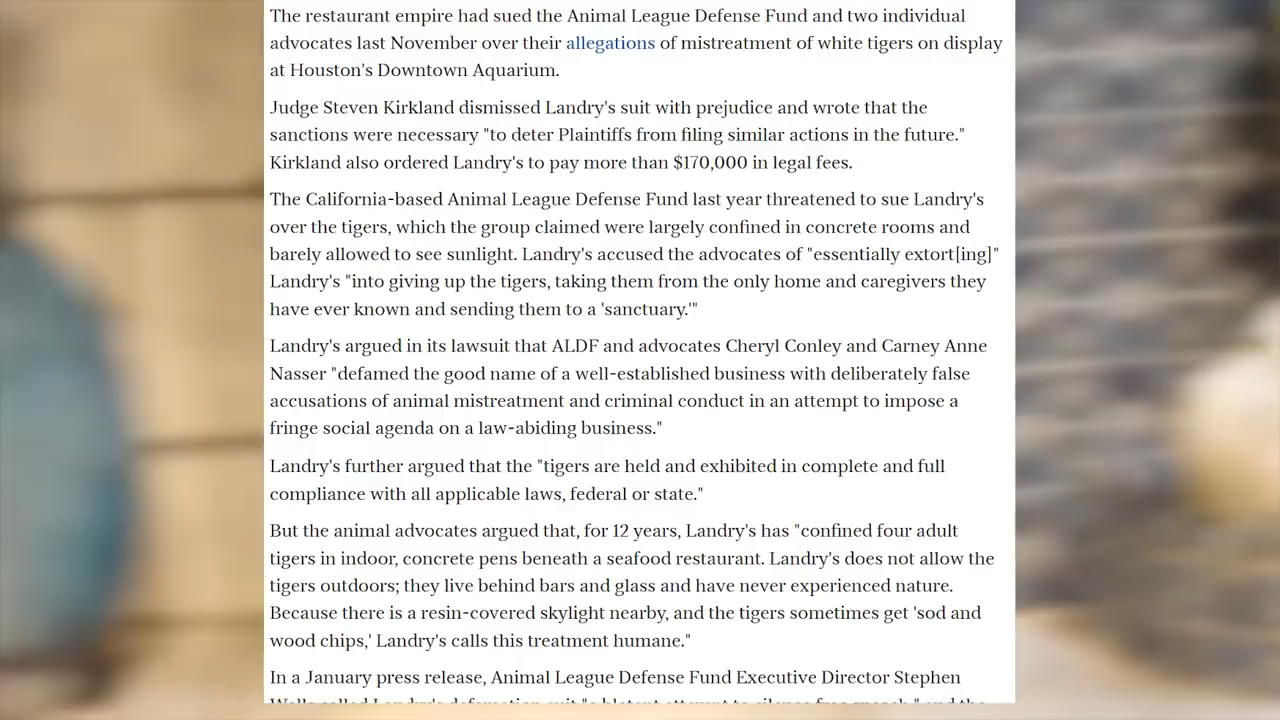 The restaurant empire had sued the Animal League Defense Fund and two individual
advocates last November over their allegations of mistreatment of white tigers on display
at Houston's Downtown Aquarium.
Judge Steven Kirkland dismissed Landry's suit with prejudice and wrote that the
sanctions were necessary "to deter Plaintiffs from filing similar actions in the future."
Kirkland also ordered Landry's to pay more than $170,000 in legal fees.
The California-based Animal League Defense Fund last year threatened to sue Landry's
over the tigers, which the group claimed were largely confined in concrete rooms and
barely allowed to see sunlight. Landry's accused the advocates of "essentially extort[ing]"
Landry's "into giving up the tigers, taking them from the only home and caregivers they
have ever known and sending them to a 'sanctuary.'"
Landry's argued in its lawsuit that ALDF and advocates Cheryl Conley and Carney Anne
Nasser "defamed the good name of a well-established business with deliberately false
accusations of animal mistreatment and criminal conduct in an attempt to impose a
fringe social agenda on a law-abiding business."
Landry's further argued that the "tigers are held and exhibited in complete and full
compliance with all applicable laws, federal or state."
But the animal advocates argued that, for 12 years, Landry's has "confined four adult
tigers in indoor, concrete pens beneath a seafood restaurant. Landry's does not allow the
tigers outdoors; they live behind bars and glass and have never experienced nature.
Because there is a resin-covered skylight nearby, and the tigers sometimes get 'sod and
wood chips,' Landry's calls this treatment humane."
In a January press release, Animal League Defense Fund Executive Director Stephen